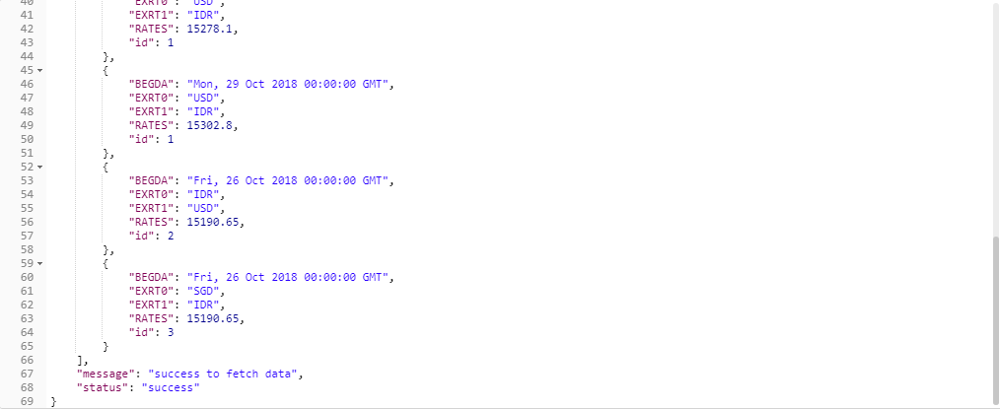 40 "EXRT0": "USD",
41 "EXRT1": "IDR",
42 "RATES": 15278.1,
43 "id": 1
44 },
45 {
46 "BEGDA": "Mon, 29 Oct 2018 00:00:00 GMT",
47 "EXRT0": "USD",
48 "EXRT1": "IDR",
49 "RATES": 15302.8,
50 "id": 1
51 },
52 {
53 "BEGDA": "Fri, 26 Oct 2018 00:00:00 GMT",
54 "EXRT0": "IDR",
55 "EXRT1": "USD",
56 "RATES": 15190.65,
57 "id": 2
58 },
59 {
60 "BEGDA": "Fri, 26 Oct 2018 00:00:00 GMT",
61 "EXRT0": "SGD",
62 "EXRT1": "IDR",
63 "RATES": 15190.65,
64 "id": 3
65 }
66 ],
67 "message": "success to fetch data",
68 "status": "success"
69 }